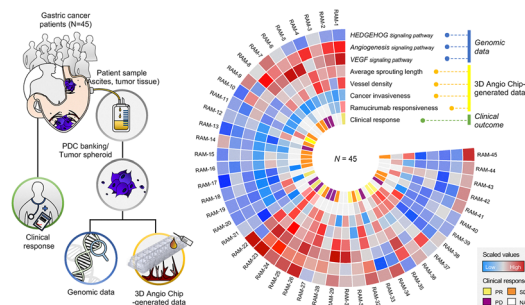 Gastric cancer
patients (N=45)
Patient sample
(Ascites, tumor tissue)
PDC banking/
Tumor spheroid
Clinical
response
Genomic data
3D Angio Chip
-generated data
HEDGEHOG signaling pathway
Angiogenesis signaling pathway
VEGF signaling pathway
Average sprouting length
Vessel density
Cancer invasiveness
Ramucirumab responsiveness
Clinical response
Genomic
data
3D Angio Chip-
generated data
Clinical
outcome
N = 45
RAM-1
RAM-2
RAM-3
RAM-4
RAM-5
RAM-6
RAM-7
RAM-8
RAM-9
RAM-10
RAM-11
RAM-12
RAM-13
RAM-14
RAM-15
RAM-16
RAM-17
RAM-18
RAM-19
RAM-20
RAM-21
RAM-22
RAM-23
RAM-24
RAM-25
RAM-26
RAM-27
RAM-28
RAM-29
RAM-31
RAM-32
RAM-33
RAM-34
RAM-35
RAM-36
RAM-37
RAM-38
RAM-39
RAM-40
RAM-41
RAM-42
RAM-43
RAM-44
RAM-45
Scaled values
Low High
Clinical respons
PR
PD